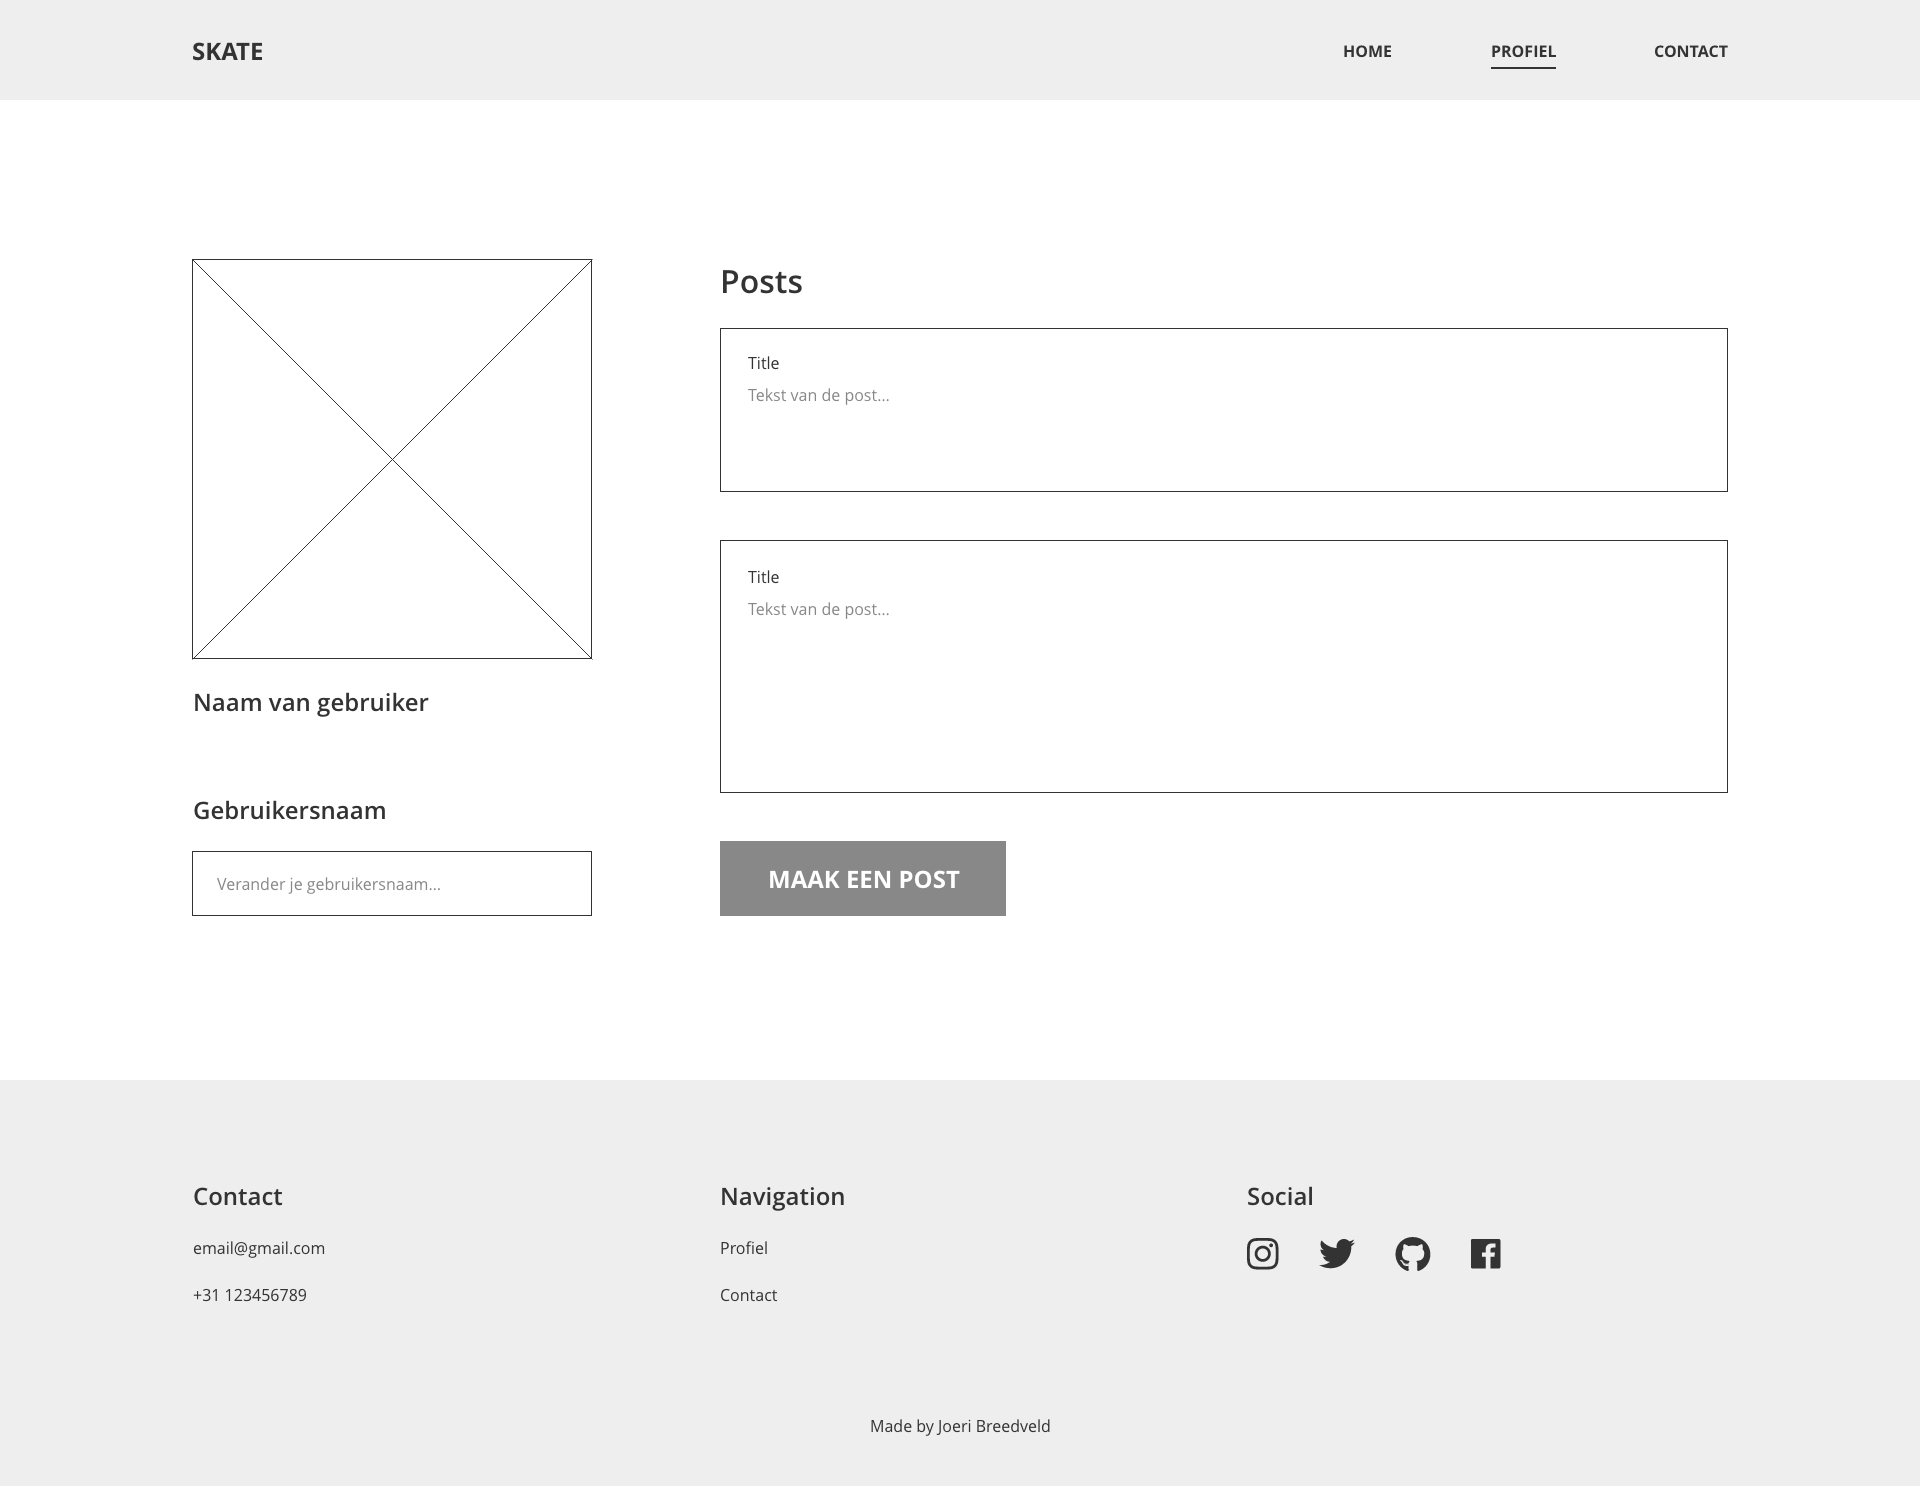 SKATE
HOME
PROFIEL
CONTACT
Naam van gebruiker
Gebruikersnaam
Verander je gebruikersnaam...
Posts
Title
Tekst van de post...
Title
Tekst van de post...
MAAK EEN POST
Contact
email@gmail.com
+31 123456789
Navigation
Profiel
Contact
Social
Made by Joeri Breedveld